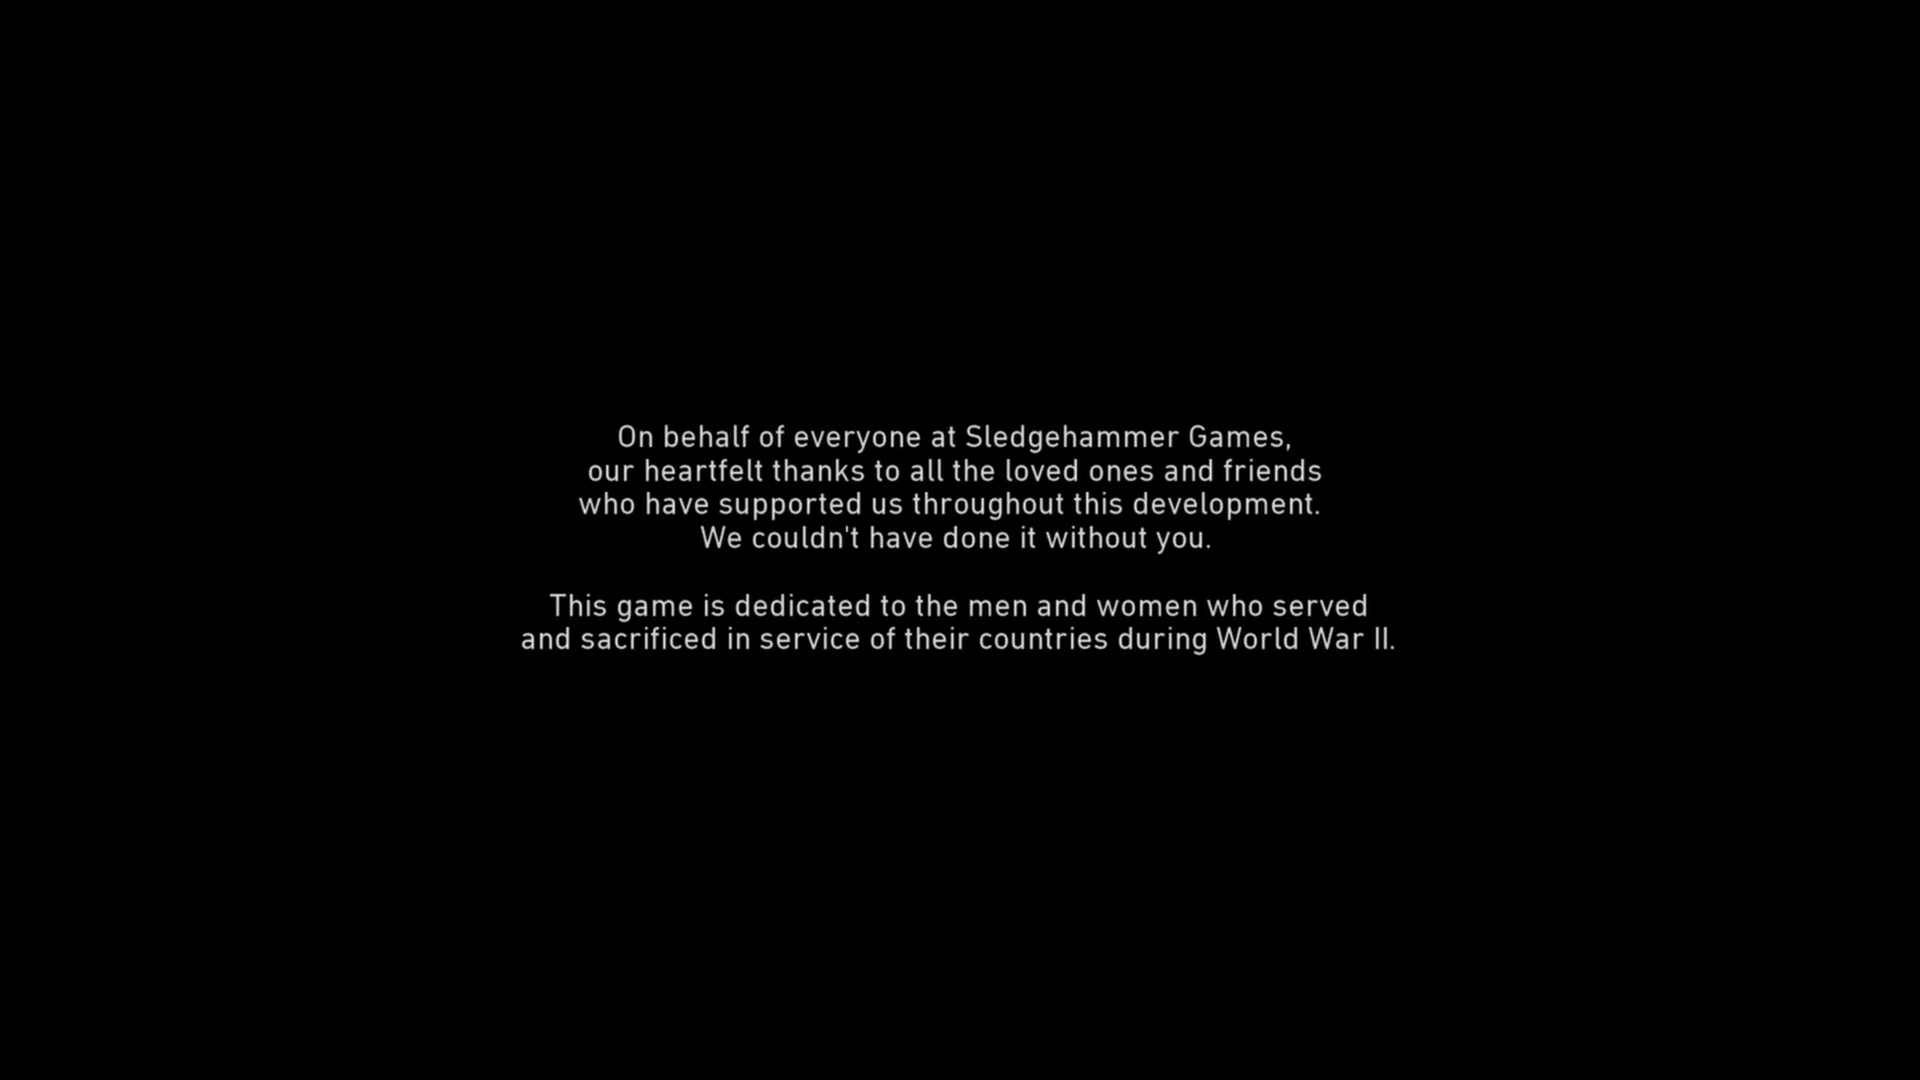 On behalf of everyone at Sledgehammer Games,
our heartfelt thanks to all the loved ones and friends
who have supported us throughout this development.
We couldn't have done it without you.
This game is dedicated to the men and women who served
and sacrificed in service of their countries during World War II.